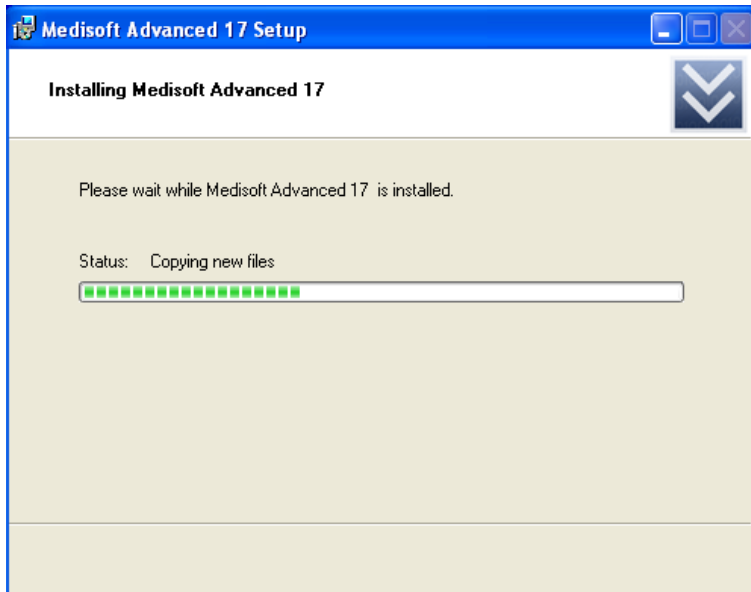 Medisoft Advanced 17 Setup
Installing Medisoft Advanced 17
Please wait while Medisoft Advanced 17 is installed.
Status: Copying new files